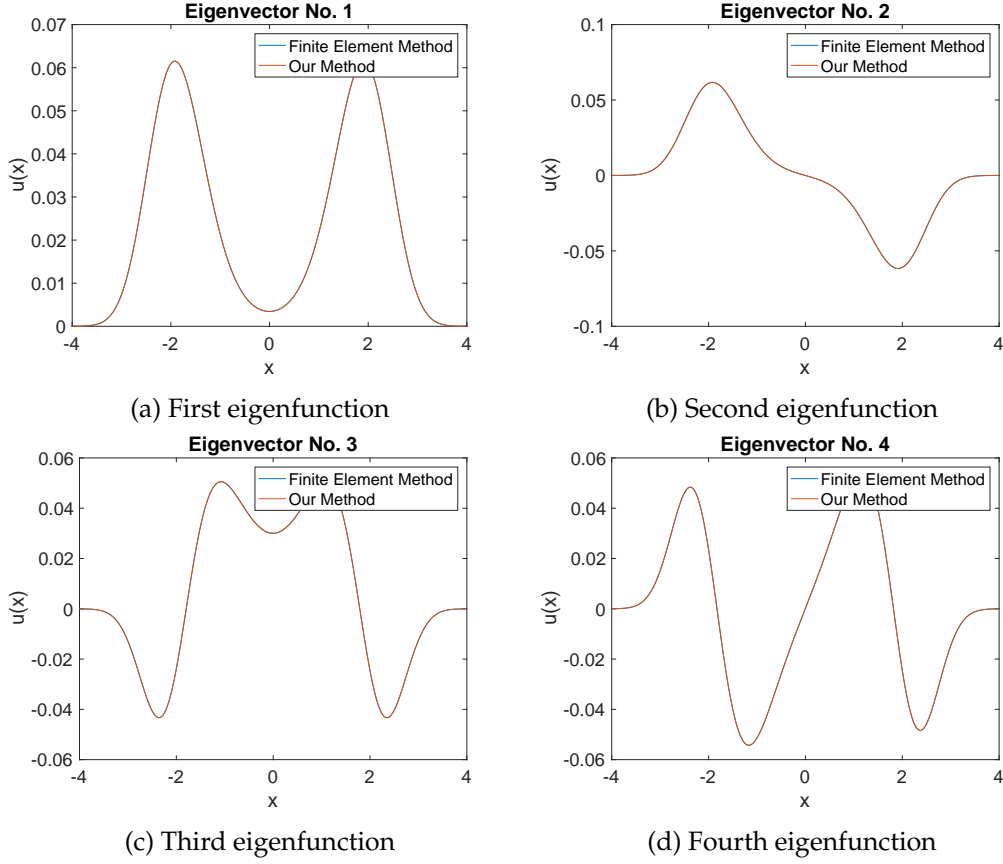 Eigenvector No. 1
0.07
0.06
0.05
0.04
0.03
0.02
0.01
0
u(x)
-4 -2 0 2 4
x
Finite Element Method
Our Method
(a) First eigenfunction
Eigenvector No. 2
0.1
0.05
0
-0.05
-0.1
u(x)
-4 -2 0 2 4
x
Finite Element Method
Our Method
(b) Second eigenfunction
Eigenvector No. 3
0.06
0.04
0.02
0
-0.02
-0.04
-0.06
u(x)
-4 -2 0 2 4
x
Finite Element Method
Our Method
(c) Third eigenfunction
Eigenvector No. 4
0.06
0.04
0.02
0
-0.02
-0.04
-0.06
u(x)
-4 -2 0 2 4
x
Finite Element Method
Our Method
(d) Fourth eigenfunction